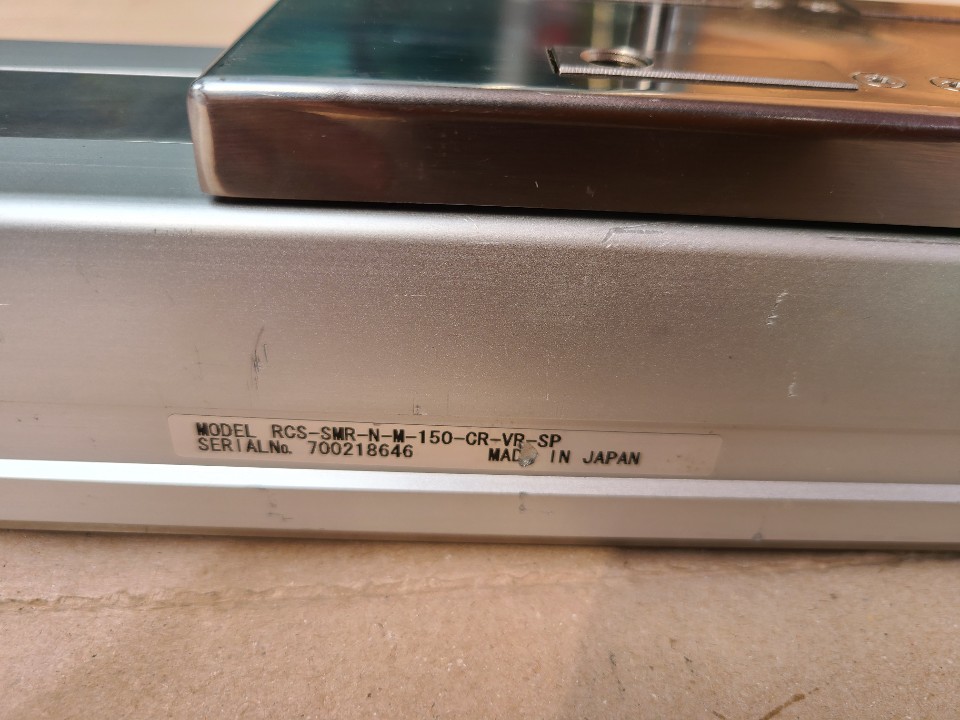 MODEL RCS-SMR-N-M-150-CR-VR-SP
SERIALNo. 700218646 MADE IN JAPAN